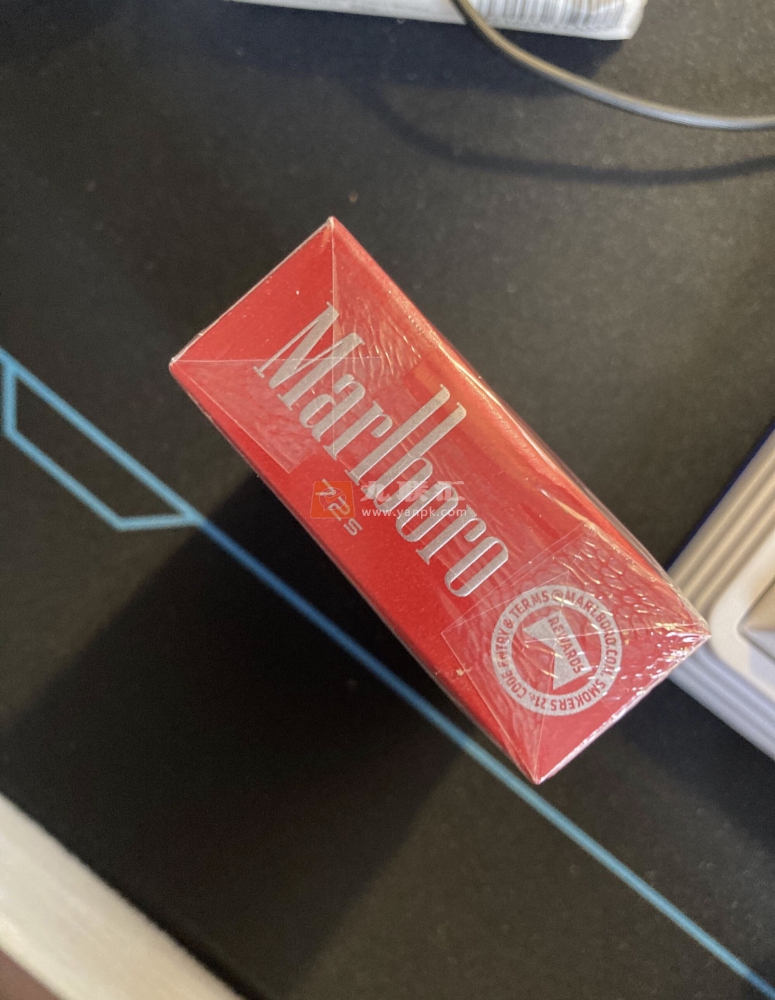 Marlboro
72s
www.yanpk.com
CODE ENTRY & TERMS @ MARLBORO.COM. SMOKERS 21+.
REWARDS